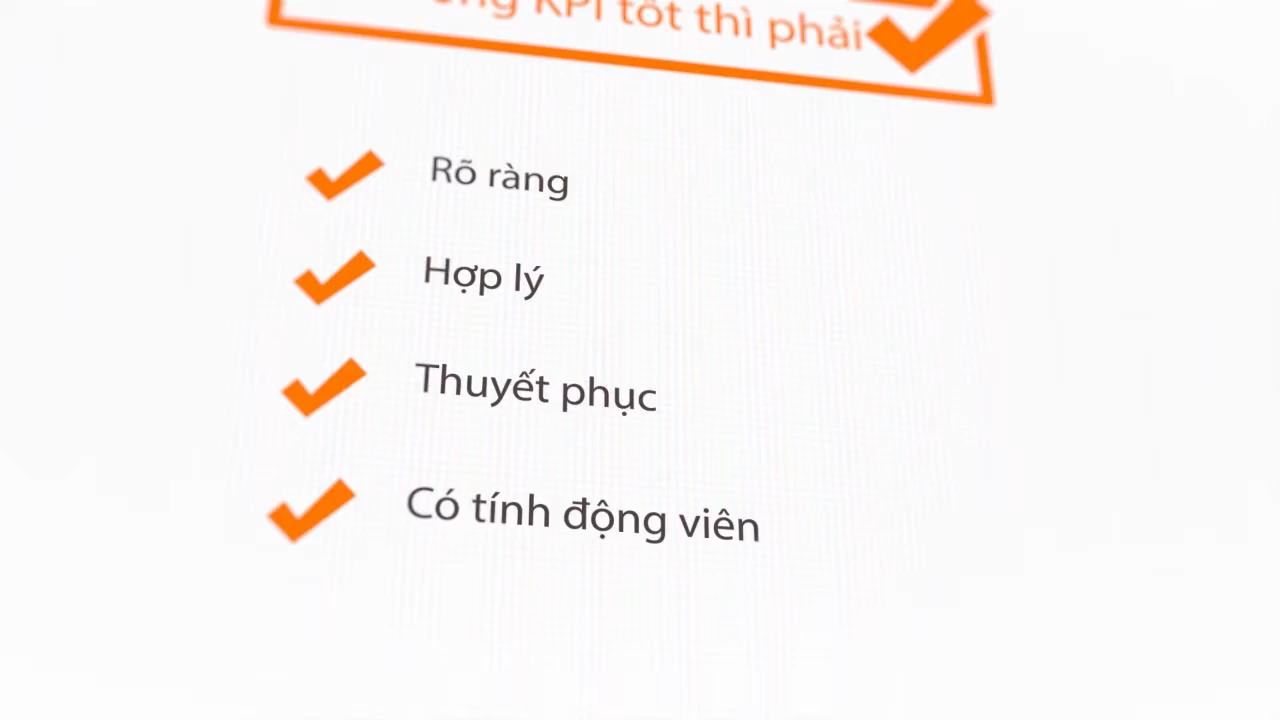 KPI tốt thì phải
Rõ ràng
Hợp lý
Thuyết phục
Có tính động viên